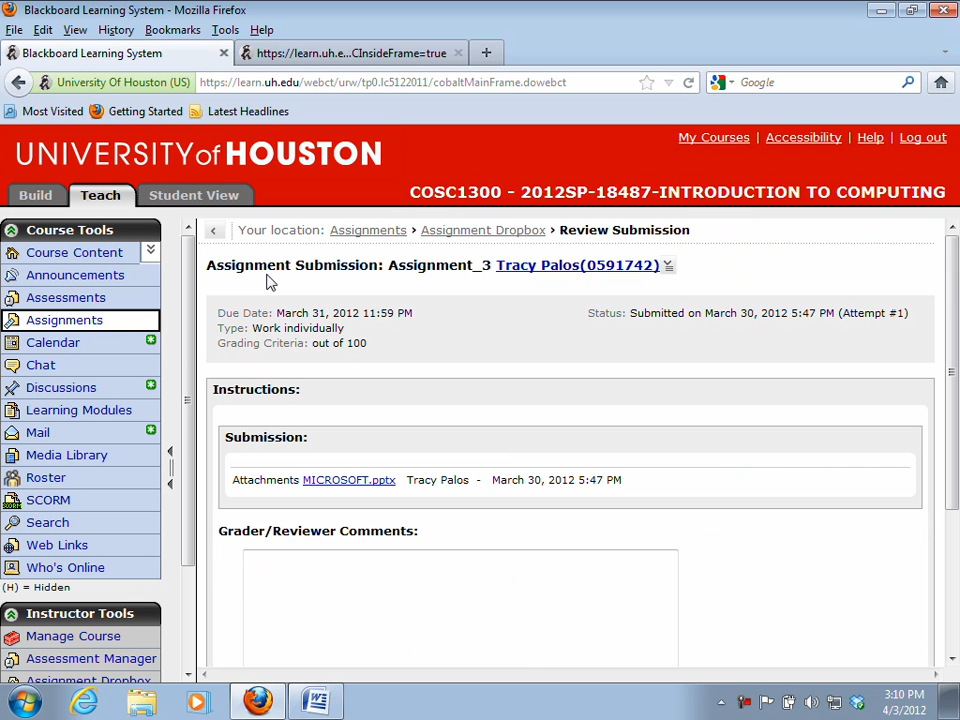 Blackboard Learning System - Mozilla Firefox
File Edit View History Bookmarks Tools Help
Blackboard Learning System
https://learn.uh.e...CInsideFrame=true
University Of Houston (US)
https://learn.uh.edu/webct/urw/tp0.lc5122011/cobaltMainFrame.dowebct
Google
Most Visited Getting Started Latest Headlines
My Courses | Accessibility | Help | Log out
UNIVERSITY of HOUSTON
Build Teach Student View
COSC1300 - 2012SP-18487-INTRODUCTION TO COMPUTING
Course Tools
Course Content
Announcements
Assessments
Assignments
Calendar
Chat
Discussions
Learning Modules
Mail
Media Library
Roster
SCORM
Search
Web Links
Who's Online
(H) = Hidden
Instructor Tools
Manage Course
Assessment Manager
Assignment Dropbox
Your location: Assignments › Assignment Dropbox › Review Submission
Assignment Submission: Assignment_3 Tracy Palos(0591742)
Due Date: March 31, 2012 11:59 PM
Type: Work individually
Grading Criteria: out of 100
Status: Submitted on March 30, 2012 5:47 PM (Attempt #1)
Instructions:
Submission:
Attachments MICROSOFT.pptx Tracy Palos - March 30, 2012 5:47 PM
Grader/Reviewer Comments:
3:10 PM
4/3/2012